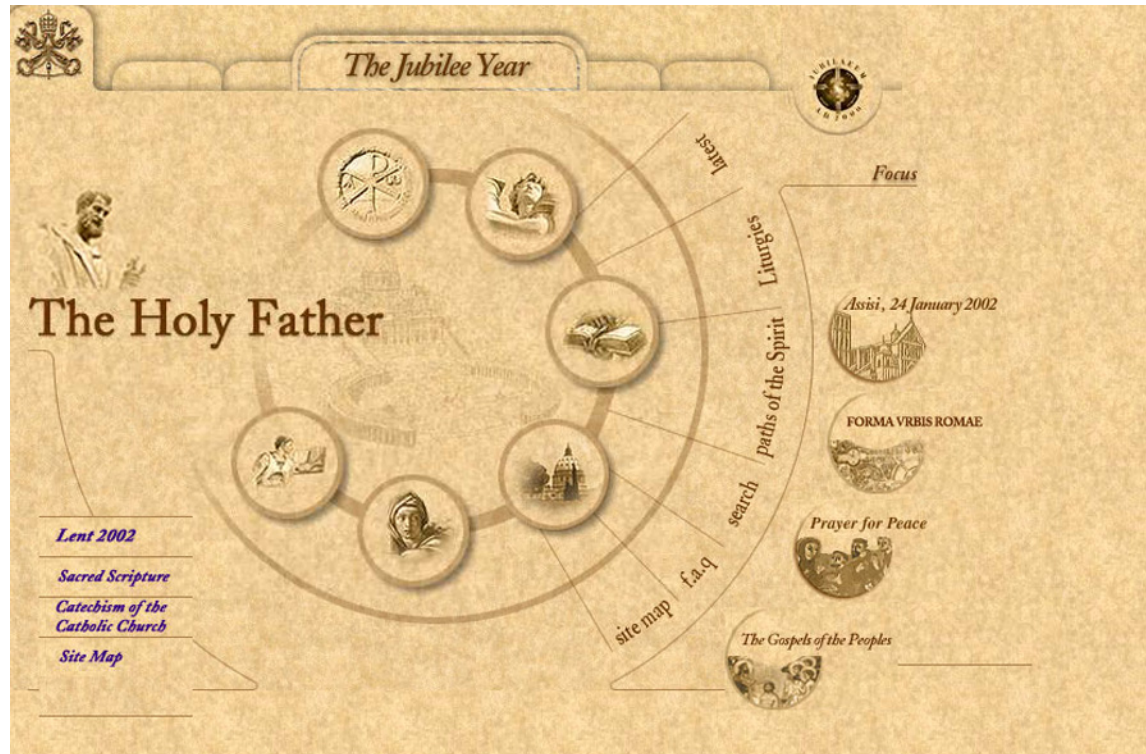 The Jubilee Year
IUBILAEUM
A D 2000
latest
Focus
Liturgies
The Holy Father
Assisi, 24 January 2002
paths of the Spirit
FORMA VRBIS ROMAE
search
Prayer for Peace
Lent 2002
Sacred Scripture
f.a.q
Catechism of the
Catholic Church
site map
The Gospels of the Peoples
Site Map